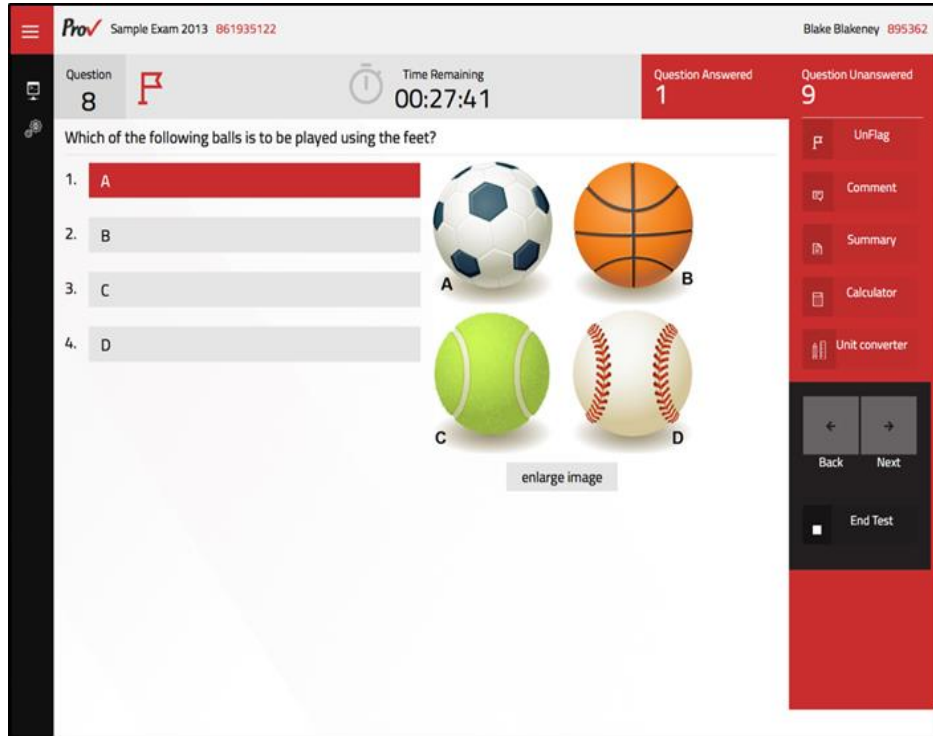 Prov Sample Exam 2013 861935122
Blake Blakeney 895362
Question
8
Time Remaining
00:27:41
Question Answered
1
Question Unanswered
9
Which of the following balls is to be played using the feet?
1. A
2. B
3. C
4. D
A
B
C
D
enlarge image
UnFlag
Comment
Summary
Calculator
Unit converter
Back
Next
End Test